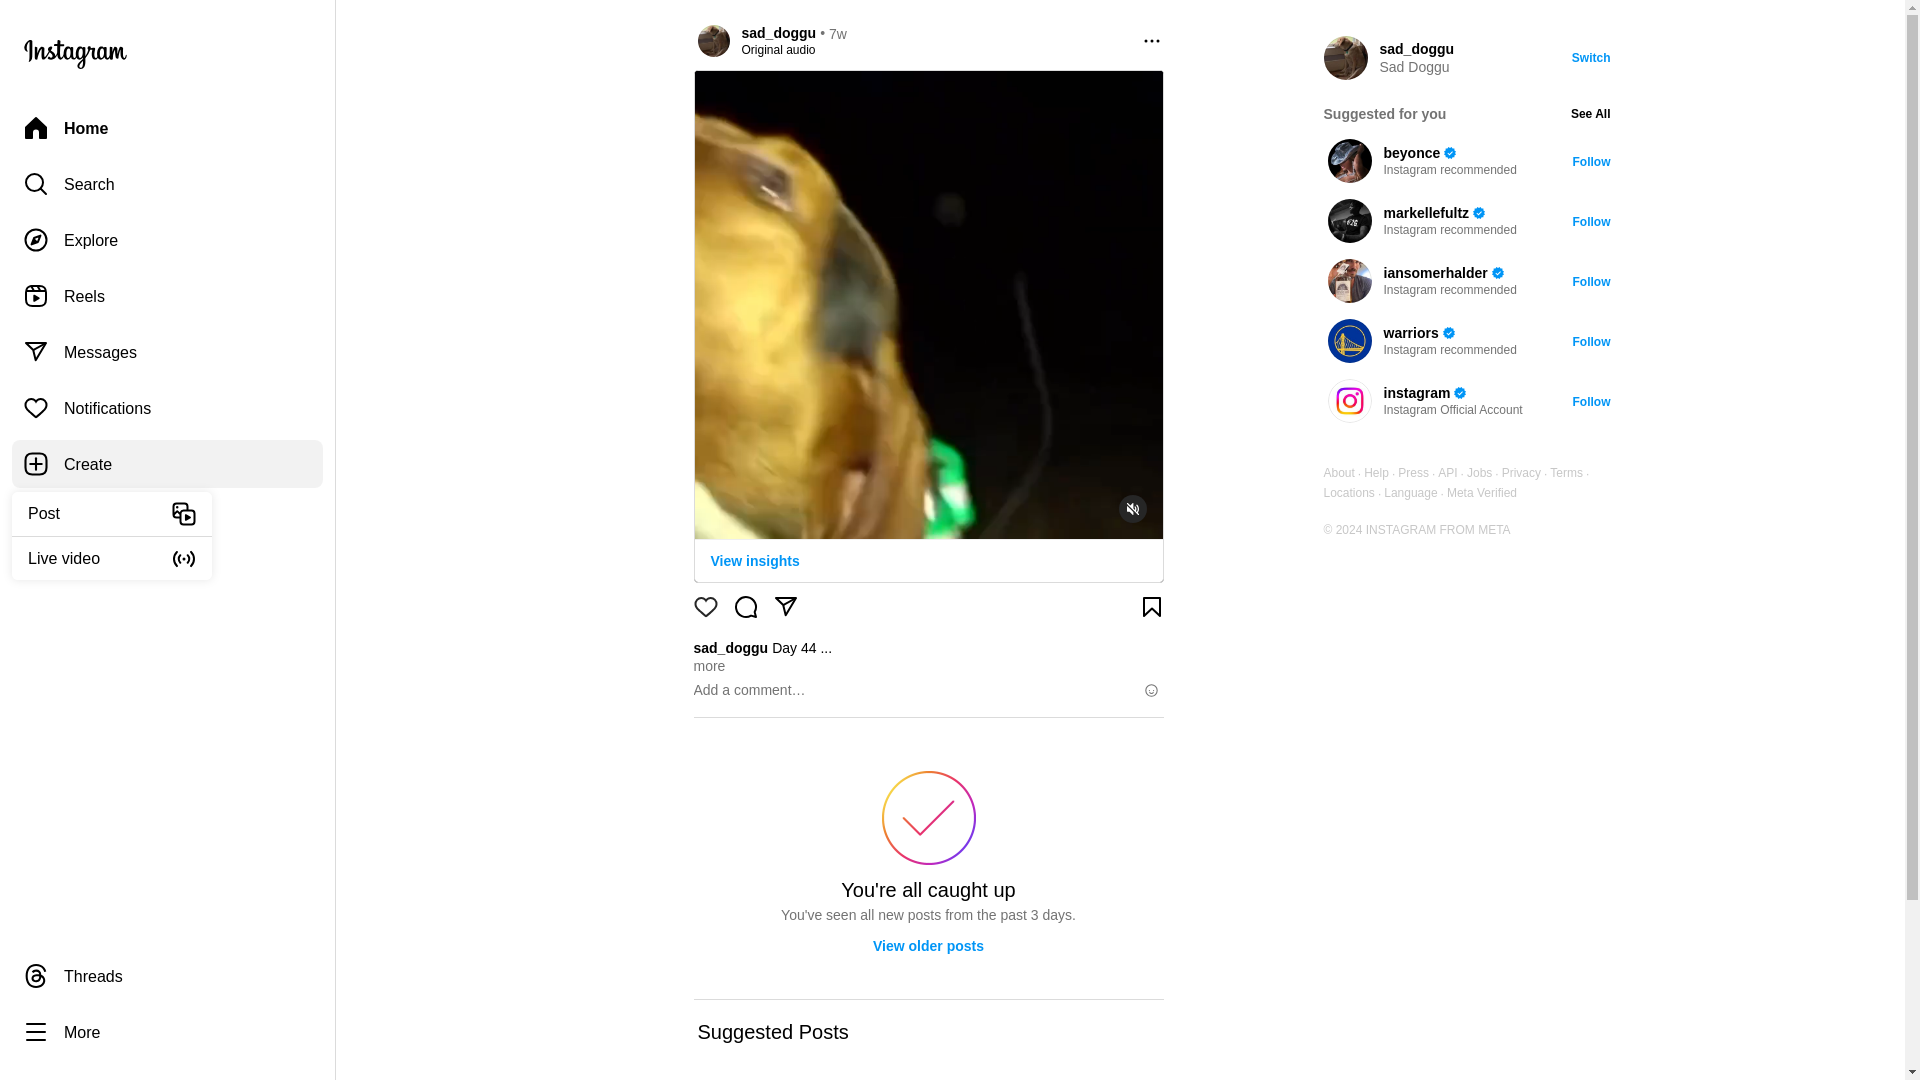 Instagram
Home
Search
Explore
Reels
Messages
Notifications
Create
Post
Live video
Threads
More
sad_doggu • 7w
Original audio
View insights
sad_doggu Day 44 ...
more
Add a comment…
You're all caught up
You've seen all new posts from the past 3 days.
View older posts
Suggested Posts
sad_doggu
Sad Doggu
Switch
Suggested for you
See All
beyonce
Instagram recommended
Follow
markellefultz
Instagram recommended
Follow
iansomerhalder
Instagram recommended
Follow
warriors
Instagram recommended
Follow
instagram
Instagram Official Account
Follow
About · Help · Press · API · Jobs · Privacy · Terms ·
Locations · Language · Meta Verified
© 2024 INSTAGRAM FROM META